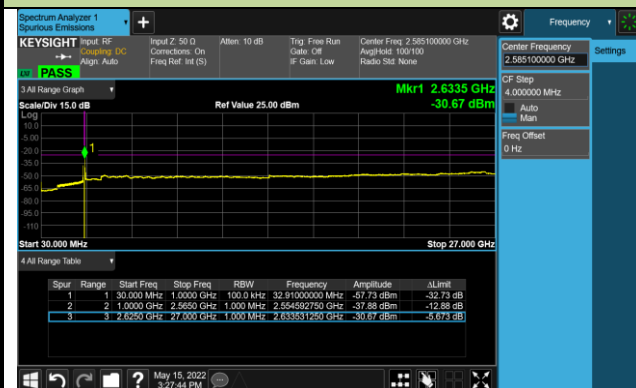 Spectrum Analyzer 1
Spurious Emissions
Frequency
KEYSIGHT
Input: RF
Coupling: DC
Align: Auto
Input Z: 50 Ω
Corrections: On
Freq Ref: Int (S)
Atten: 10 dB
Trig: Free Run
Gate: Off
IF Gain: Low
Center Freq: 2.585100000 GHz
Avg|Hold: 100/100
Radio Std: None
PASS
Center Frequency
2.585100000 GHz
Settings
CF Step
4.000000 MHz
Auto
Man
Freq Offset
0 Hz
3 All Range Graph
Mkr1 2.6335 GHz
-30.67 dBm
Scale/Div 15.0 dB
Ref Value 25.00 dBm
Log
10.0
-5.00
-20.0
-35.0
-50.0
-65.0
-80.0
-95.0
-110
1
Start 30.000 MHz
Stop 27.000 GHz
4 All Range Table
Spur Range Start Freq Stop Freq RBW Frequency Amplitude ΔLimit
1 1 30.000 MHz 1.0000 GHz 100.0 kHz 32.91000000 MHz -57.73 dBm -32.73 dB
2 2 1.0000 GHz 2.5650 GHz 1.000 MHz 2.554592750 GHz -37.88 dBm -12.88 dB
3 3 2.6250 GHz 27.000 GHz 1.000 MHz 2.633531250 GHz -30.67 dBm -5.673 dB
May 15, 2022
3:27:44 PM
?